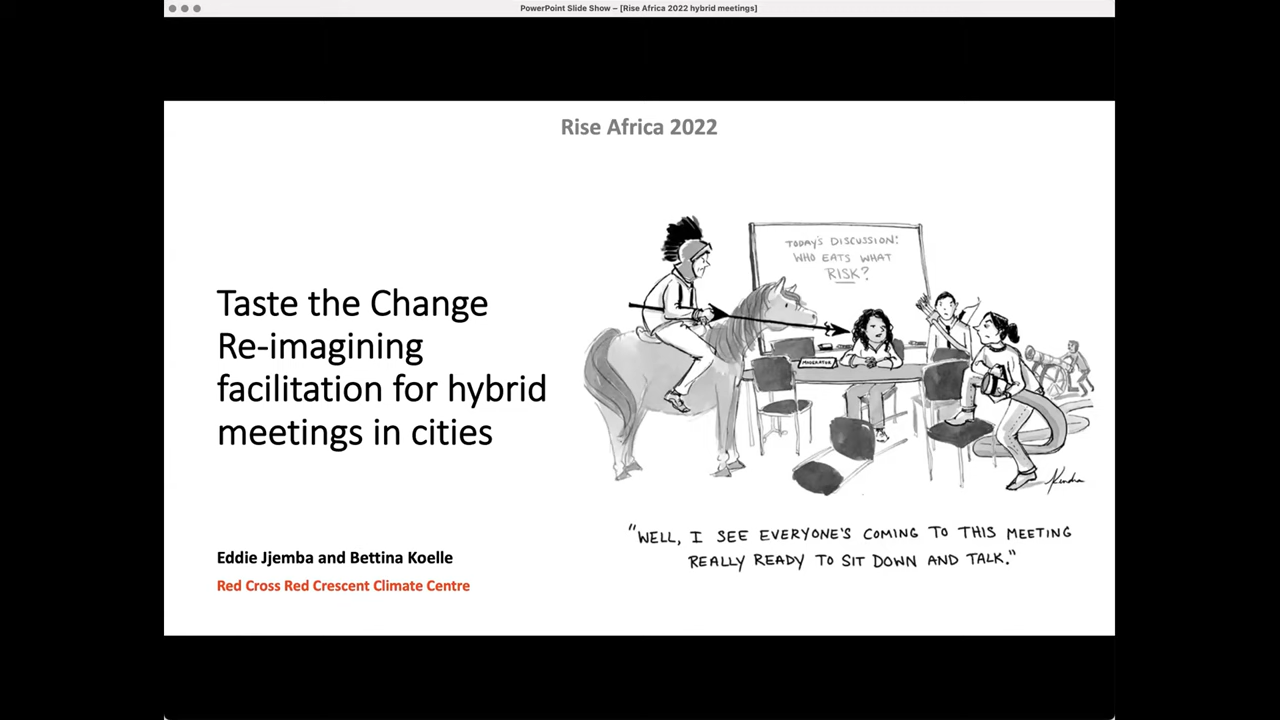 PowerPoint Slide Show – [Rise Africa 2022 hybrid meetings]
Rise Africa 2022
Taste the Change
Re-imagining
facilitation for hybrid
meetings in cities
Eddie Jjemba and Bettina Koelle
Red Cross Red Crescent Climate Centre
TODAY'S DISCUSSION:
WHO EATS WHAT
RISK?
MODERATOR
Kendra
"WELL, I SEE EVERYONE'S COMING TO THIS MEETING
REALLY READY TO SIT DOWN AND TALK."